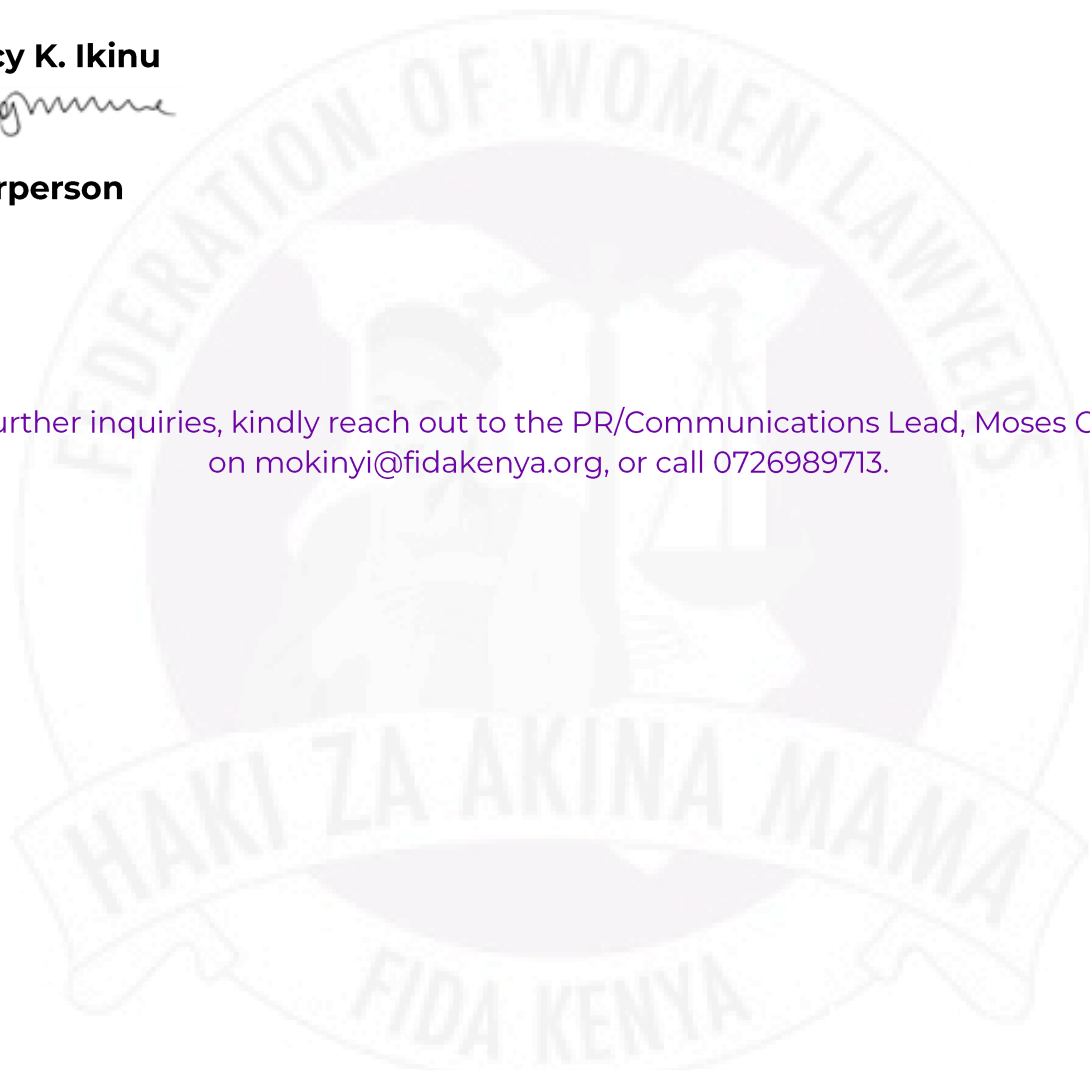 cy K. Ikinu
rperson
FEDERATION OF WOMEN LAWYERS
urther inquiries, kindly reach out to the PR/Communications Lead, Moses O
on mokinyi@fidakenya.org, or call 0726989713.
HAKI ZA AKINA MAMA
FIDA KENYA